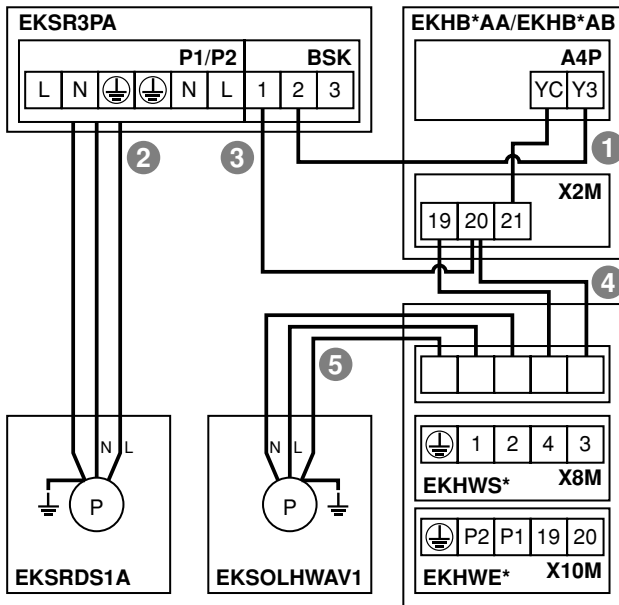 EKSR3PA
P1/P2 BSK
L N N L 1 2 3
EKHB*AA/EKHB*AB
A4P
YC Y3
1
2
3
X2M
19 20 21
4
5
N L
P
EKSRDS1A
N L
P
EKSOLHWAV1
1 2 4 3
EKHWS* X8M
P2 P1 19 20
EKHWE* X10M